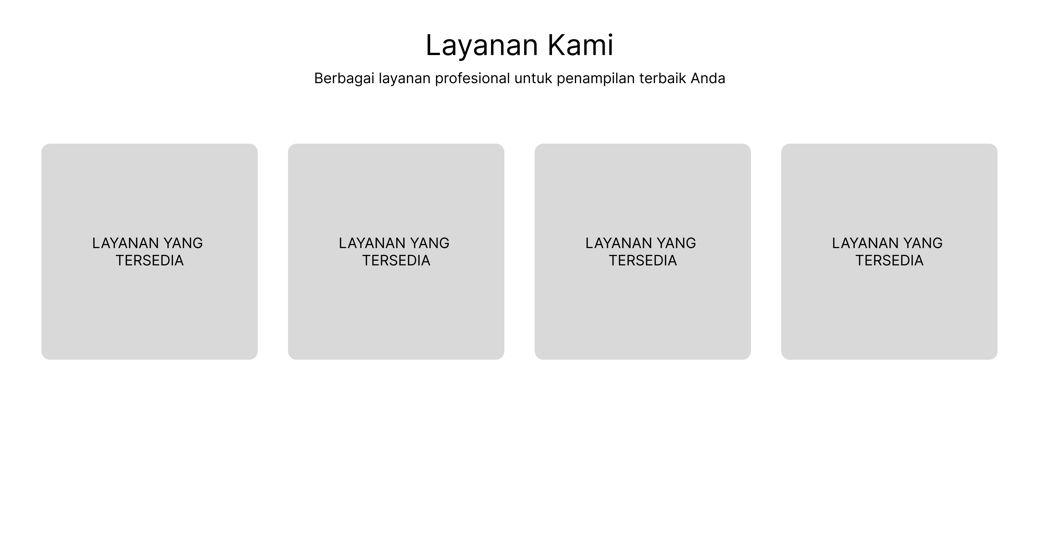 Layanan Kami
Berbagai layanan profesional untuk penampilan terbaik Anda
LAYANAN YANG
TERSEDIA
LAYANAN YANG
TERSEDIA
LAYANAN YANG
TERSEDIA
LAYANAN YANG
TERSEDIA